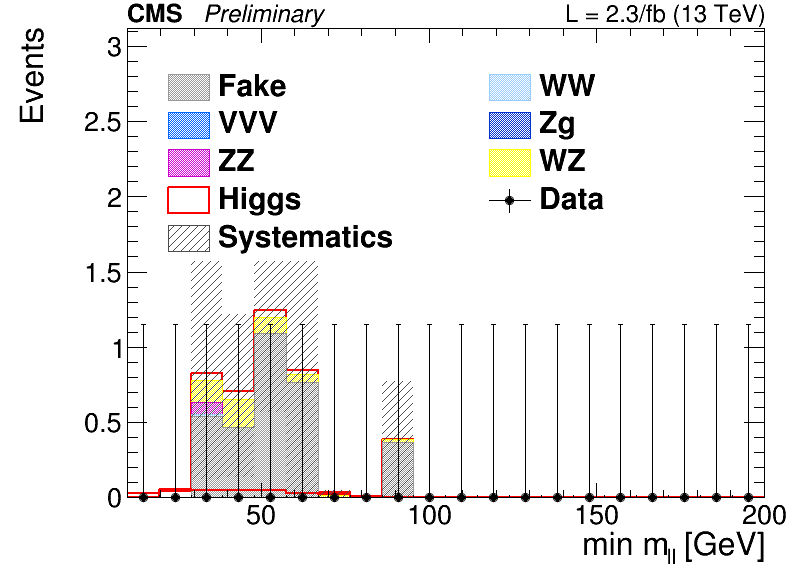 CMS Preliminary L = 2.3/fb (13 TeV)
Events
3
2.5
2
1.5
1
0.5
0
Fake WW
VVV Zg
ZZ WZ
Higgs Data
Systematics
50 100 150 200
min m_ll [GeV]